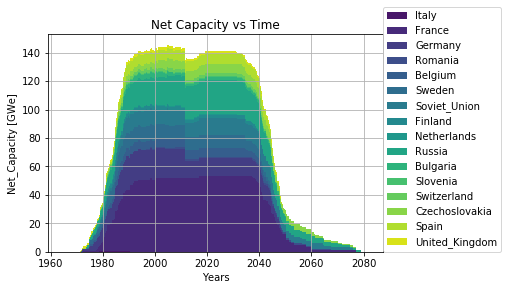 Net Capacity vs Time
Net_Capacity [GWe]
140
120
100
80
60
40
20
0
1960
1980
2000
2020
2040
2060
2080
Years
Italy
France
Germany
Romania
Belgium
Sweden
Soviet_Union
Finland
Netherlands
Russia
Bulgaria
Slovenia
Switzerland
Czechoslovakia
Spain
United_Kingdom